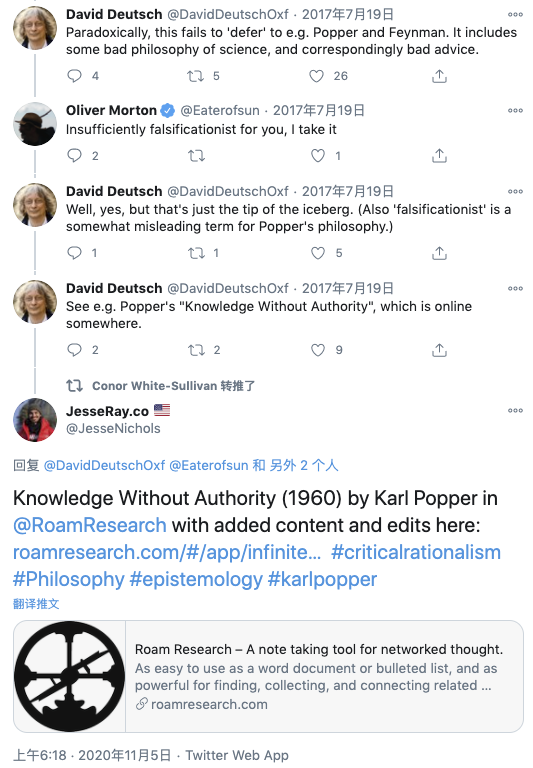 David Deutsch @DavidDeutschOxf · 2017年7月19日
Paradoxically, this fails to 'defer' to e.g. Popper and Feynman. It includes
some bad philosophy of science, and correspondingly bad advice.
4 5 26
Oliver Morton @Eaterofsun · 2017年7月19日
Insufficiently falsificationist for you, I take it
2 1
David Deutsch @DavidDeutschOxf · 2017年7月19日
Well, yes, but that's just the tip of the iceberg. (Also 'falsificationist' is a
somewhat misleading term for Popper's philosophy.)
1 1 5
David Deutsch @DavidDeutschOxf · 2017年7月19日
See e.g. Popper's "Knowledge Without Authority", which is online
somewhere.
2 2 9
Conor White-Sullivan 转推了
JesseRay.co
@JesseNichols
回复 @DavidDeutschOxf @Eaterofsun 和 另外 2 个人
Knowledge Without Authority (1960) by Karl Popper in
@RoamResearch with added content and edits here:
roamresearch.com/#/app/infinite… #criticalrationalism
#Philosophy #epistemology #karlpopper
翻译推文
Roam Research – A note taking tool for networked thought.
As easy to use as a word document or bulleted list, and as
powerful for finding, collecting, and connecting related ...
roamresearch.com
上午6:18 · 2020年11月5日 · Twitter Web App